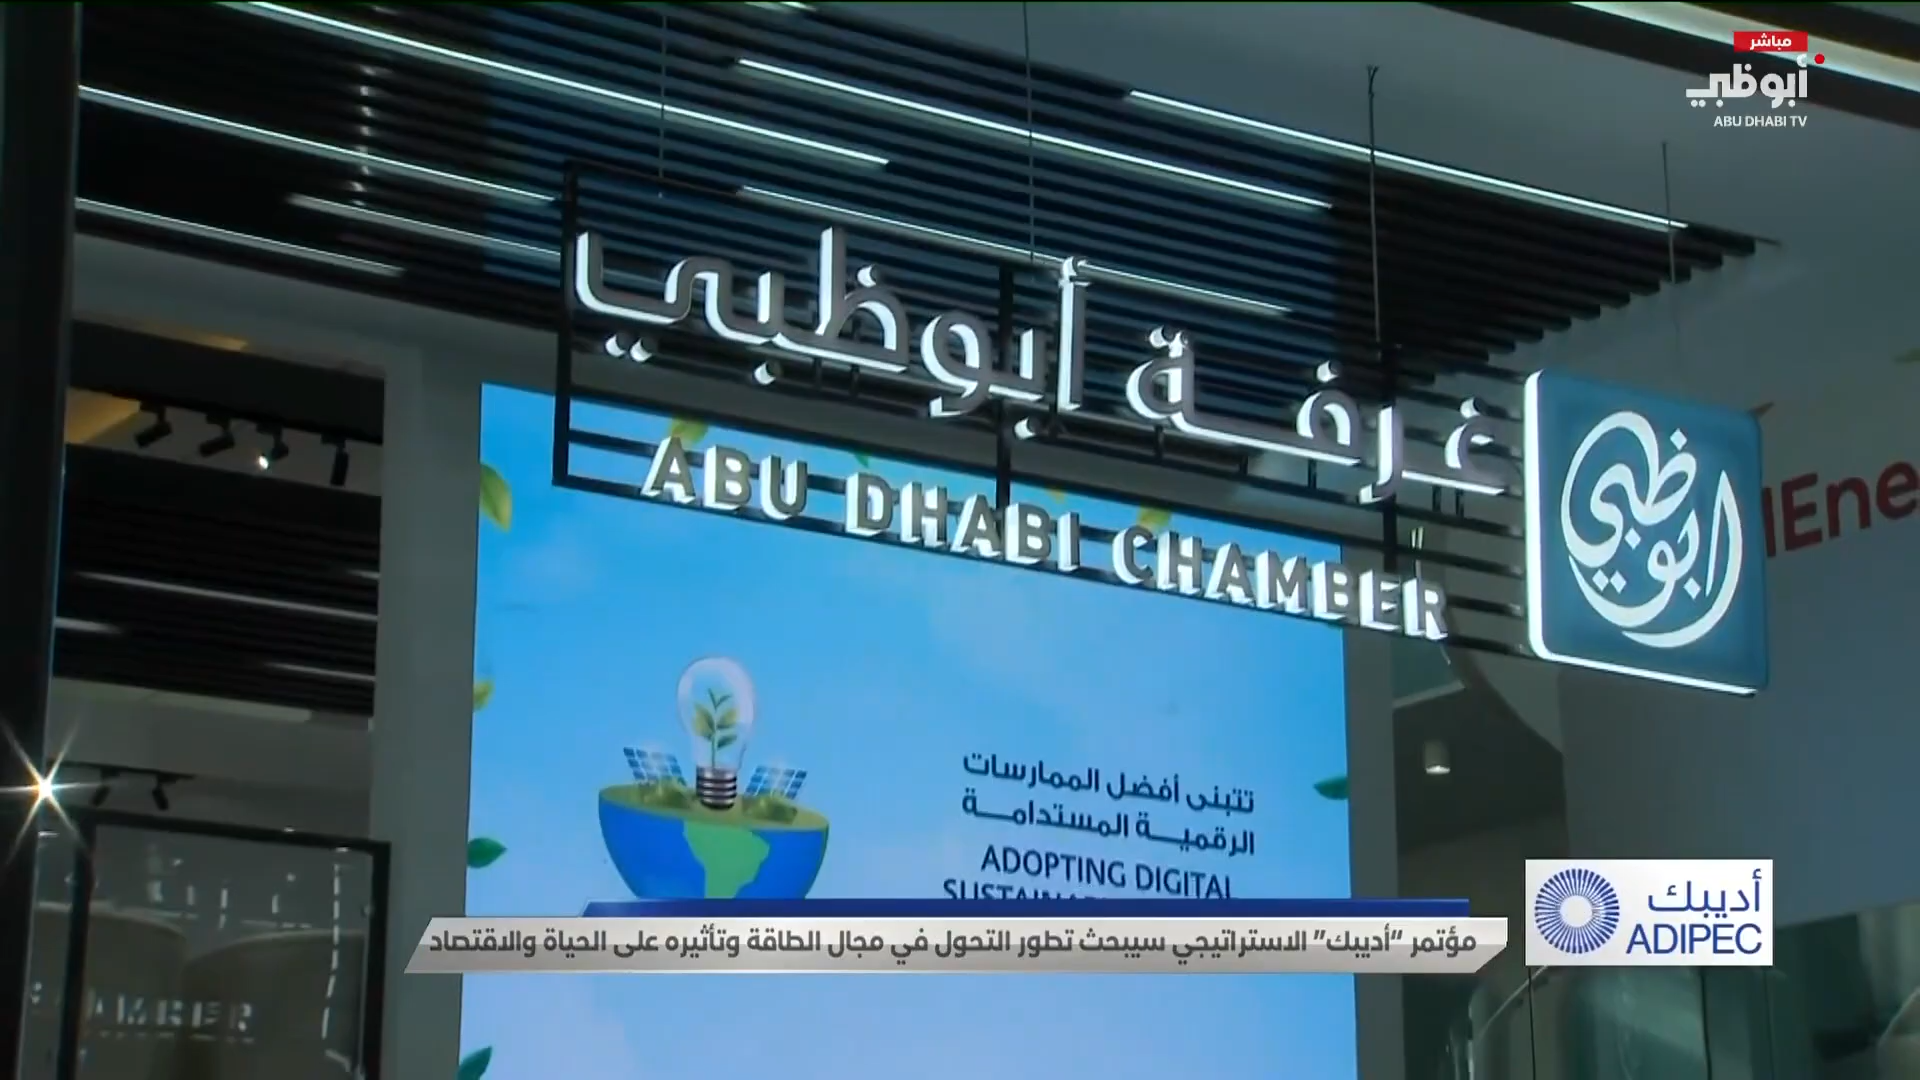 مباشر
أبوظبي
ABU DHABI TV
غرفة أبوظبي
ABU DHABI CHAMBER
أبوظبي
تتبنى أفضل الممارسات
الرقمية المستدامة
ADOPTING DIGITAL
مؤتمر “أديبك” الاستراتيجي سيبحث تطور التحول في مجال الطاقة وتأثيره على الحياة والاقتصاد
أديبك
ADIPEC
CHAMBER